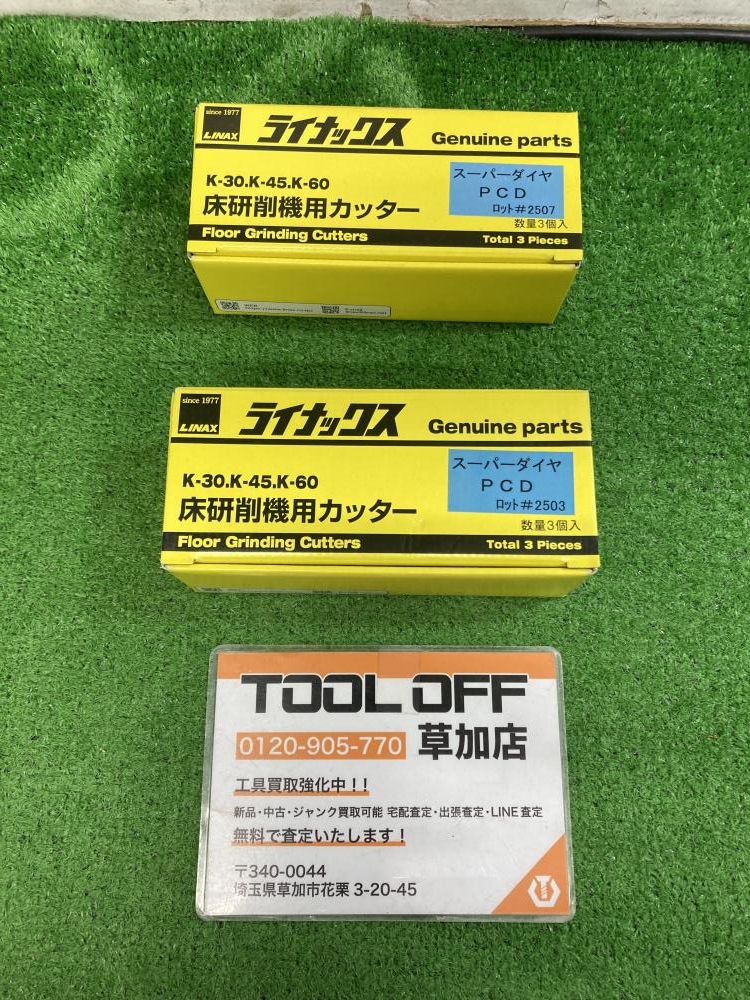 since 1977
LINAX
ライナックス
Genuine parts
K-30.K-45.K-60
床研削機用カッター
スーパーダイヤ
PCD
ロット#2507
数量3個入
Floor Grinding Cutters
Total 3 Pieces
since 1977
LINAX
ライナックス
Genuine parts
K-30.K-45.K-60
床研削機用カッター
スーパーダイヤ
PCD
ロット#2503
数量3個入
Floor Grinding Cutters
Total 3 Pieces
TOOL OFF
0120-905-770 草加店
工具買取強化中！！
新品・中古・ジャンク買取可能 宅配査定・出張査定・LINE査定
無料で査定いたします！
〒340-0044
埼玉県草加市花栗 3-20-45